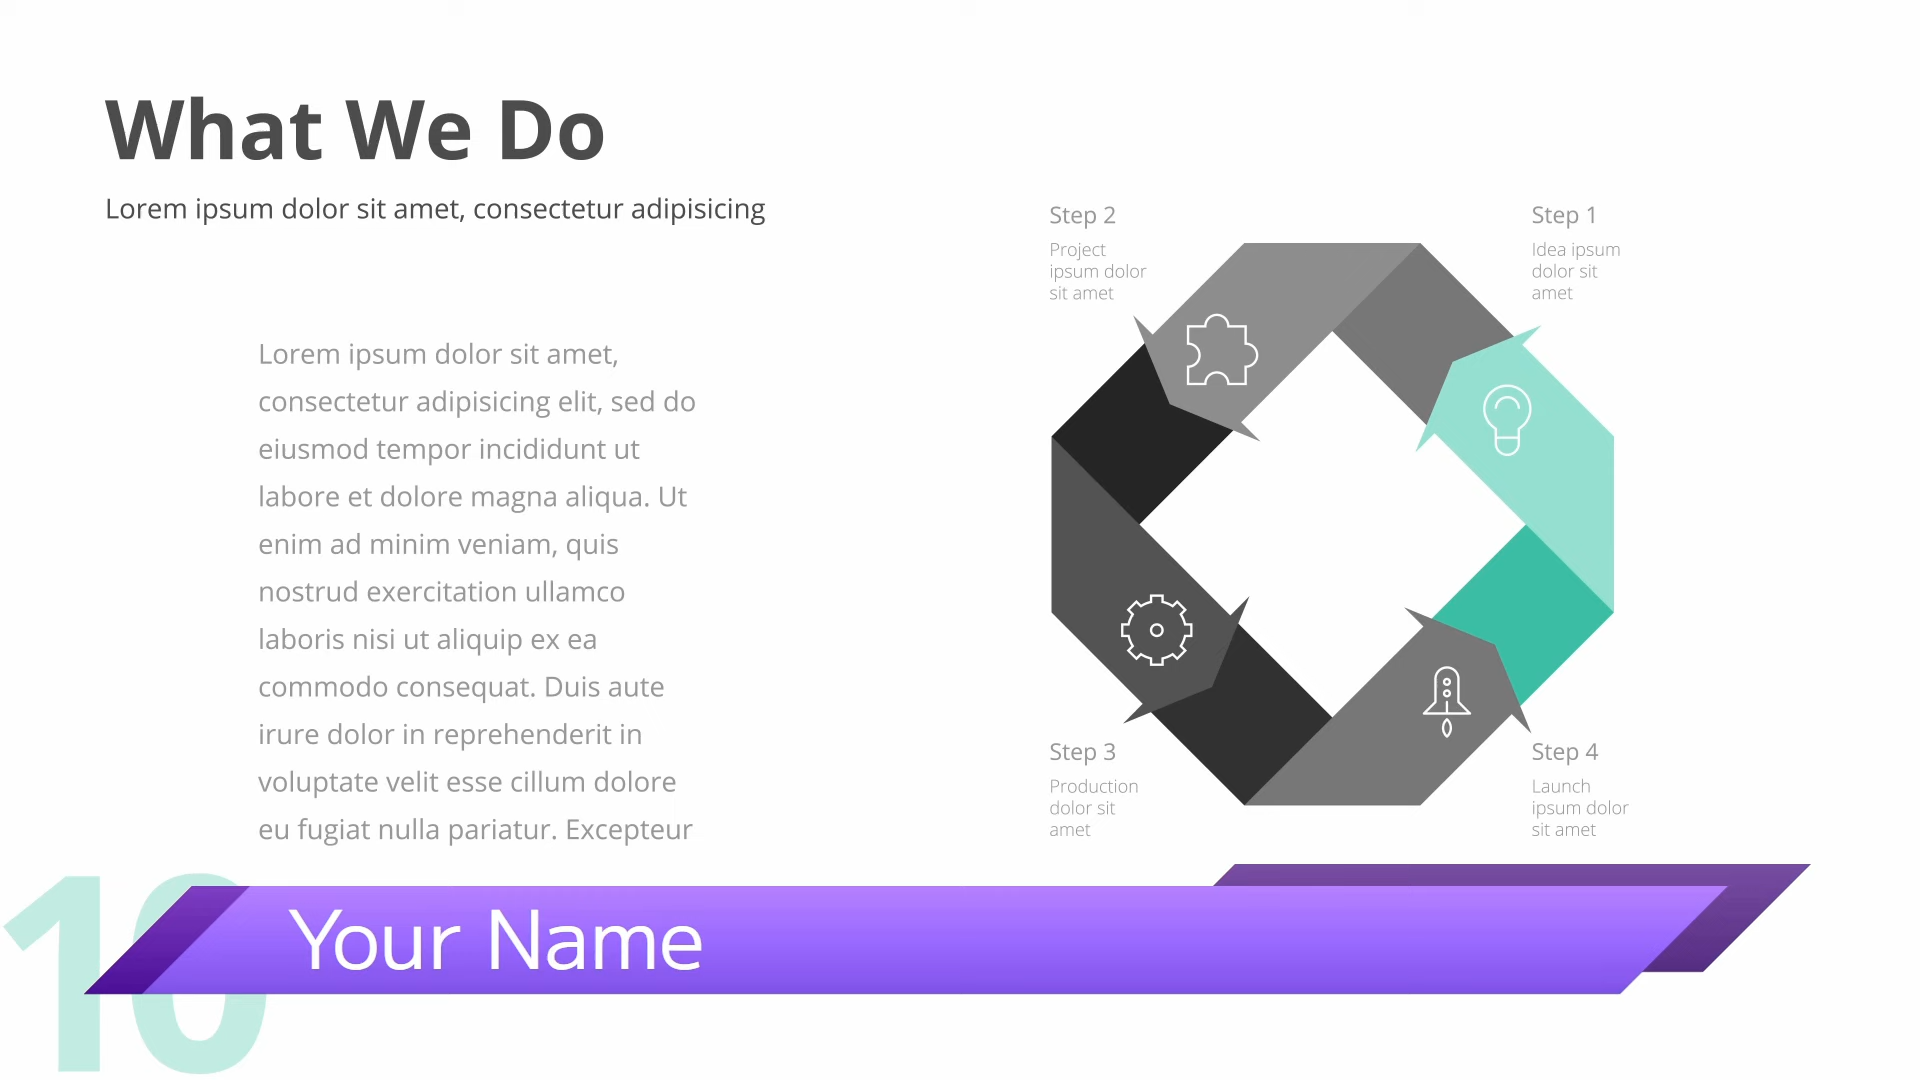 What We Do
Lorem ipsum dolor sit amet, consectetur adipisicing
Lorem ipsum dolor sit amet,
consectetur adipisicing elit, sed do
eiusmod tempor incididunt ut
labore et dolore magna aliqua. Ut
enim ad minim veniam, quis
nostrud exercitation ullamco
laboris nisi ut aliquip ex ea
commodo consequat. Duis aute
irure dolor in reprehenderit in
voluptate velit esse cillum dolore
eu fugiat nulla pariatur. Excepteur
Step 2
Project
ipsum dolor
sit amet
Step 1
Idea ipsum
dolor sit
amet
Step 3
Production
dolor sit
amet
Step 4
Launch
ipsum dolor
sit amet
10
Your Name